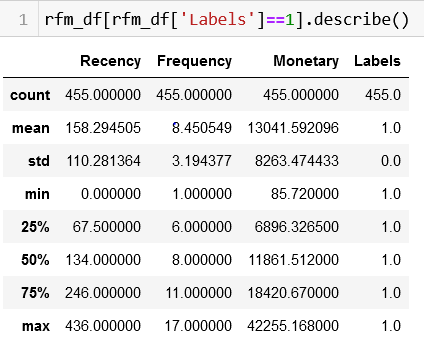 1 rfm_df[rfm_df['Labels']==1].describe()
Recency Frequency Monetary Labels
count 455.000000 455.000000 455.000000 455.0
mean 158.294505 8.450549 13041.592096 1.0
std 110.281364 3.194377 8263.474433 0.0
min 0.000000 1.000000 85.720000 1.0
25% 67.500000 6.000000 6896.326500 1.0
50% 134.000000 8.000000 11861.512000 1.0
75% 246.000000 11.000000 18420.670000 1.0
max 436.000000 17.000000 42255.168000 1.0